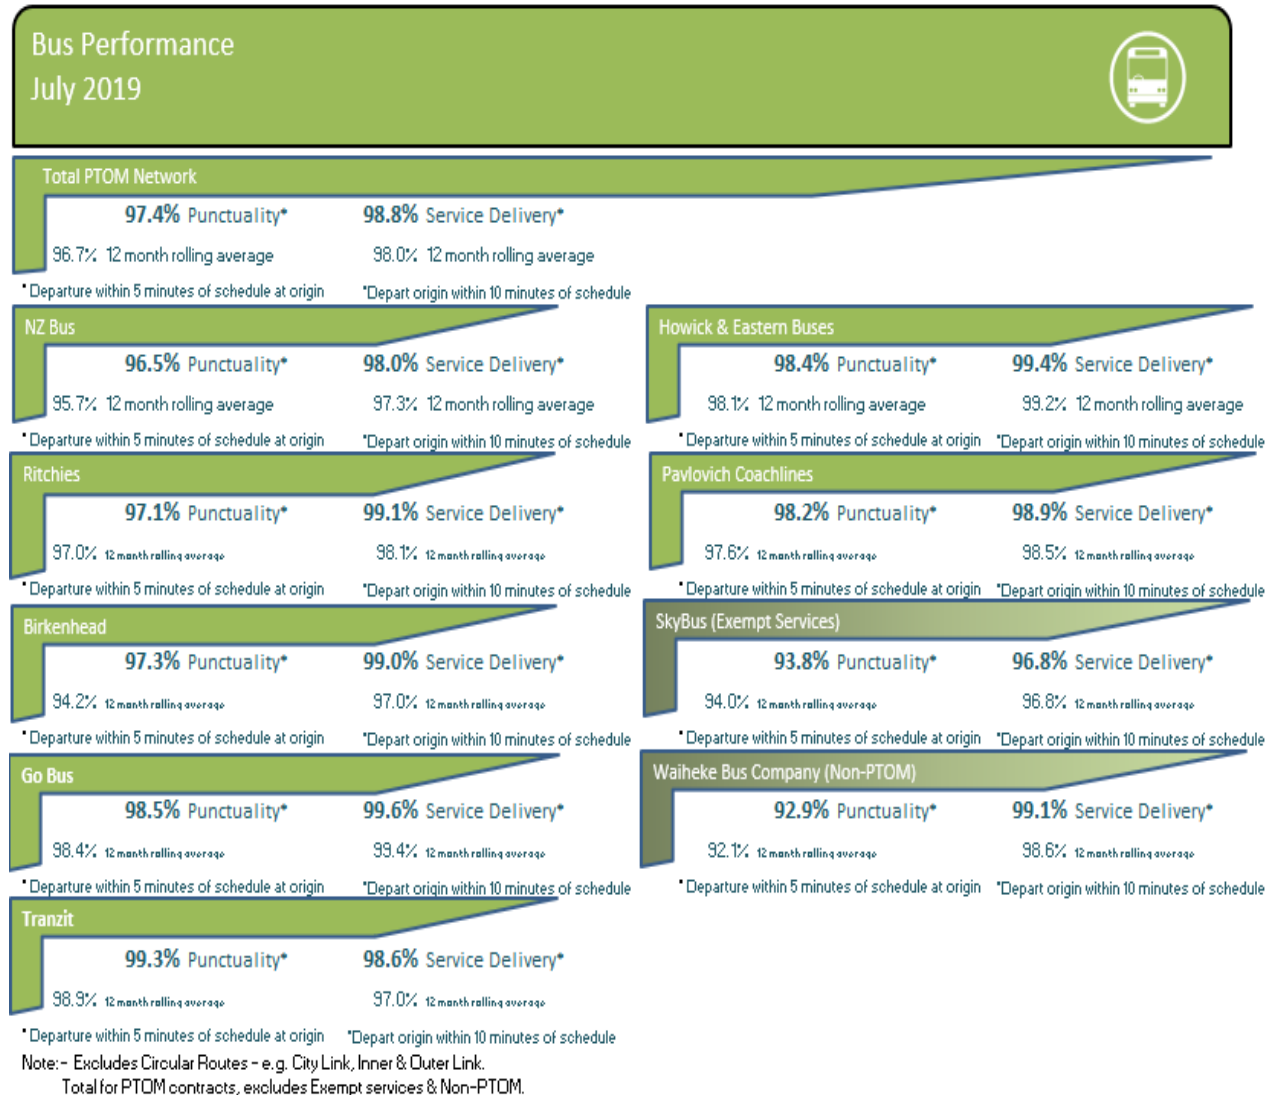 Bus Performance
July 2019
Total PTOM Network
97.4% Punctuality* 98.8% Service Delivery*
96.7% 12 month rolling average 98.0% 12 month rolling average
* Departure within 5 minutes of schedule at origin *Depart origin within 10 minutes of schedule
NZ Bus
96.5% Punctuality* 98.0% Service Delivery*
95.7% 12 month rolling average 97.3% 12 month rolling average
* Departure within 5 minutes of schedule at origin *Depart origin within 10 minutes of schedule
Howick & Eastern Buses
98.4% Punctuality* 99.4% Service Delivery*
98.1% 12 month rolling average 99.2% 12 month rolling average
* Departure within 5 minutes of schedule at origin *Depart origin within 10 minutes of schedule
Ritchies
97.1% Punctuality* 99.1% Service Delivery*
97.0% 12 month rolling average 98.1% 12 month rolling average
* Departure within 5 minutes of schedule at origin *Depart origin within 10 minutes of schedule
Pavlovich Coachlines
98.2% Punctuality* 98.9% Service Delivery*
97.6% 12 month rolling average 98.5% 12 month rolling average
* Departure within 5 minutes of schedule at origin *Depart origin within 10 minutes of schedule
Birkenhead
97.3% Punctuality* 99.0% Service Delivery*
94.2% 12 month rolling average 97.0% 12 month rolling average
* Departure within 5 minutes of schedule at origin *Depart origin within 10 minutes of schedule
SkyBus (Exempt Services)
93.8% Punctuality* 96.8% Service Delivery*
94.0% 12 month rolling average 96.8% 12 month rolling average
* Departure within 5 minutes of schedule at origin *Depart origin within 10 minutes of schedule
Go Bus
98.5% Punctuality* 99.6% Service Delivery*
98.4% 12 month rolling average 99.4% 12 month rolling average
* Departure within 5 minutes of schedule at origin *Depart origin within 10 minutes of schedule
Waiheke Bus Company (Non-PTOM)
92.9% Punctuality* 99.1% Service Delivery*
92.1% 12 month rolling average 98.6% 12 month rolling average
* Departure within 5 minutes of schedule at origin *Depart origin within 10 minutes of schedule
Tranzit
99.3% Punctuality* 98.6% Service Delivery*
98.9% 12 month rolling average 97.0% 12 month rolling average
* Departure within 5 minutes of schedule at origin *Depart origin within 10 minutes of schedule
Note:- Excludes Circular Routes - e.g. City Link, Inner & Outer Link.
Total for PTOM contracts, excludes Exempt services & Non-PTOM.